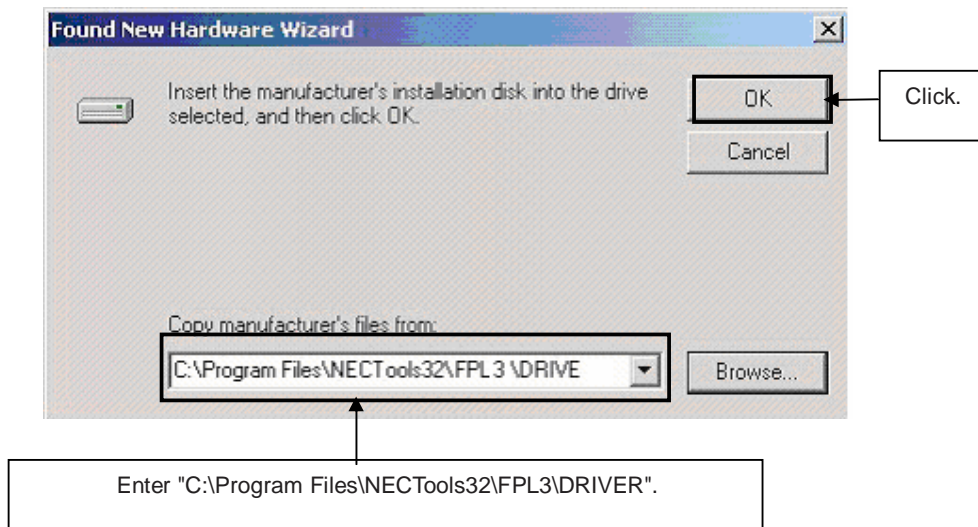 Found New Hardware Wizard
Insert the manufacturer's installation disk into the drive
selected, and then click OK.
OK
Click.
Cancel
Copy manufacturer's files from:
C:\Program Files\NECTools32\FPL3 \DRIVE
Browse...
Enter "C:\Program Files\NECTools32\FPL3\DRIVER".